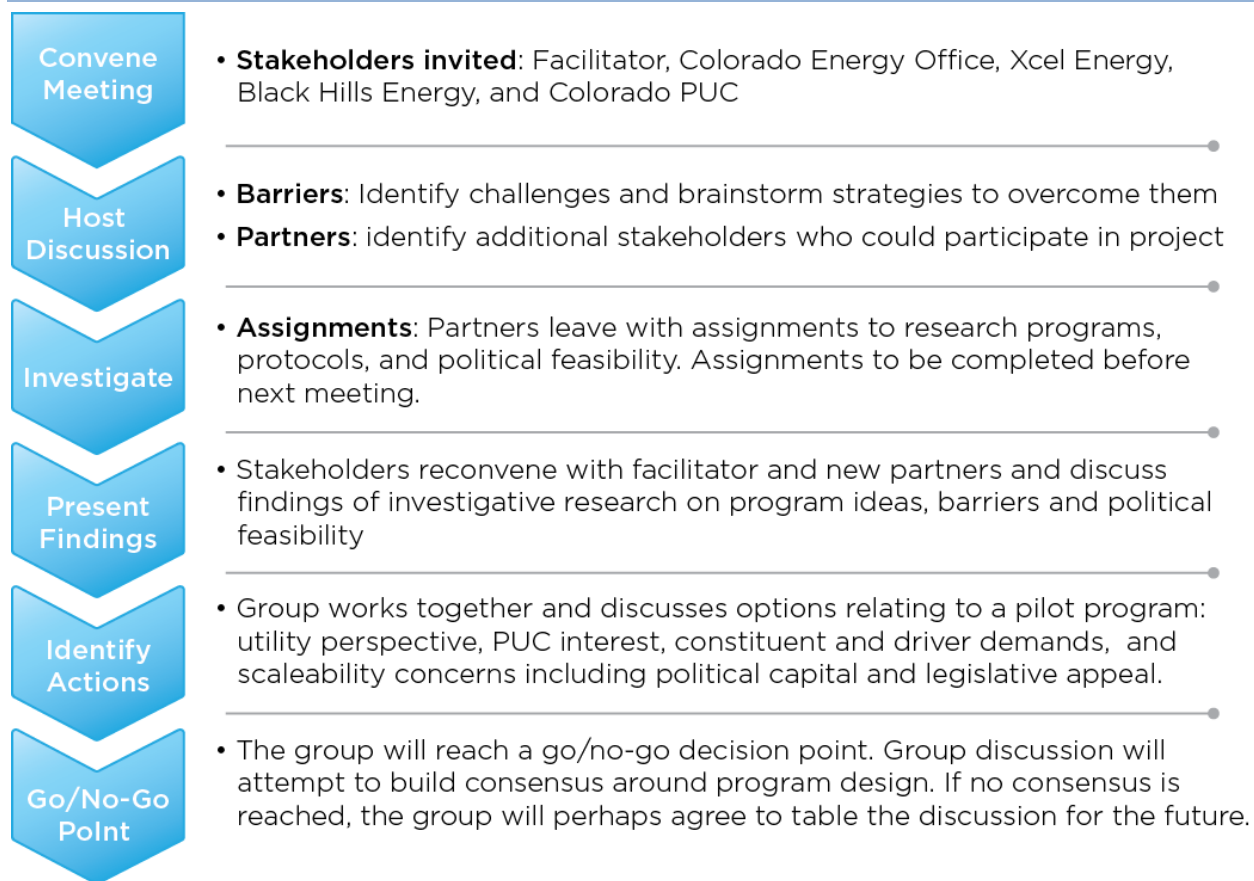 Convene
Meeting
• Stakeholders invited: Facilitator, Colorado Energy Office, Xcel Energy,
Black Hills Energy, and Colorado PUC
Host
Discussion
• Barriers: Identify challenges and brainstorm strategies to overcome them
• Partners: identify additional stakeholders who could participate in project
Investigate
• Assignments: Partners leave with assignments to research programs,
protocols, and political feasibility. Assignments to be completed before
next meeting.
Present
Findings
• Stakeholders reconvene with facilitator and new partners and discuss
findings of investigative research on program ideas, barriers and political
feasibility
Identify
Actions
• Group works together and discusses options relating to a pilot program:
utility perspective, PUC interest, constituent and driver demands,  and
scaleability concerns including political capital and legislative appeal.
Go/No-Go
PoInt
• The group will reach a go/no-go decision point. Group discussion will
attempt to build consensus around program design. If no consensus is
reached, the group will perhaps agree to table the discussion for the future.